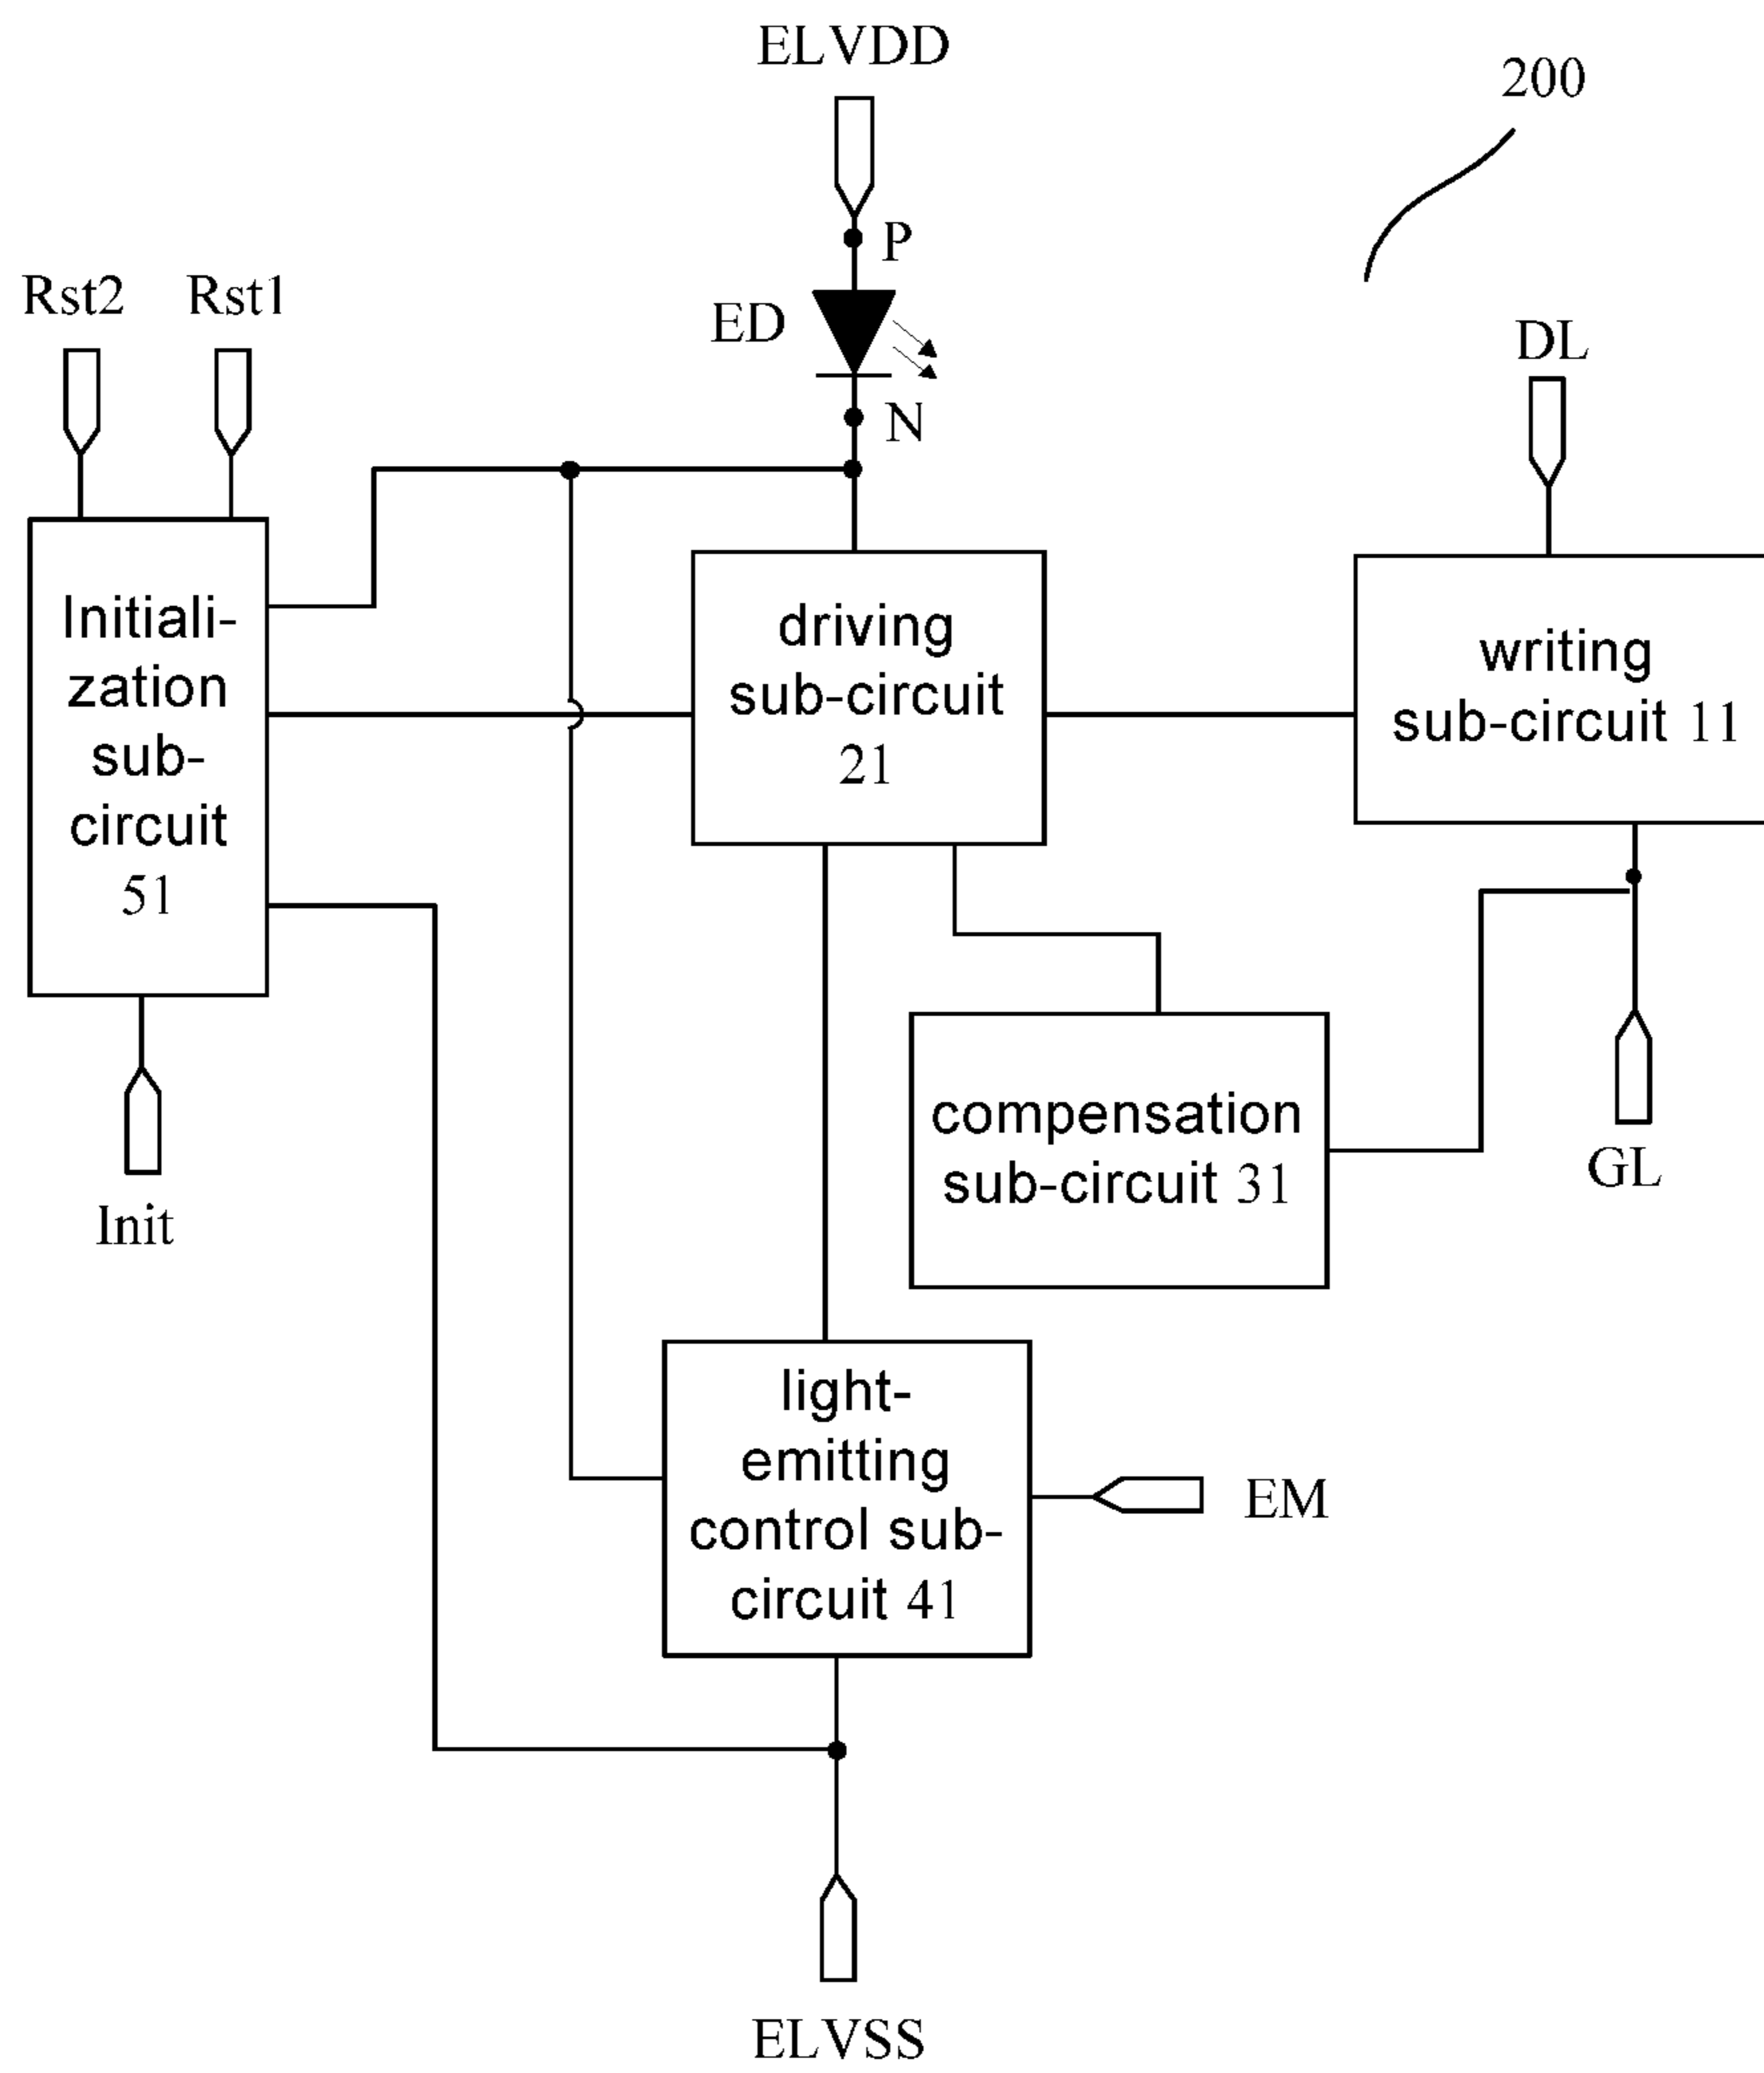 ELVDD
200
P
Rst2 Rst1
ED
DL
N
Initiali-
zation
sub-
circuit
51
driving
sub-circuit
21
writing
sub-circuit 11
compensation
sub-circuit 31
GL
Init
light-
emitting
control sub-
circuit 41
EM
ELVSS